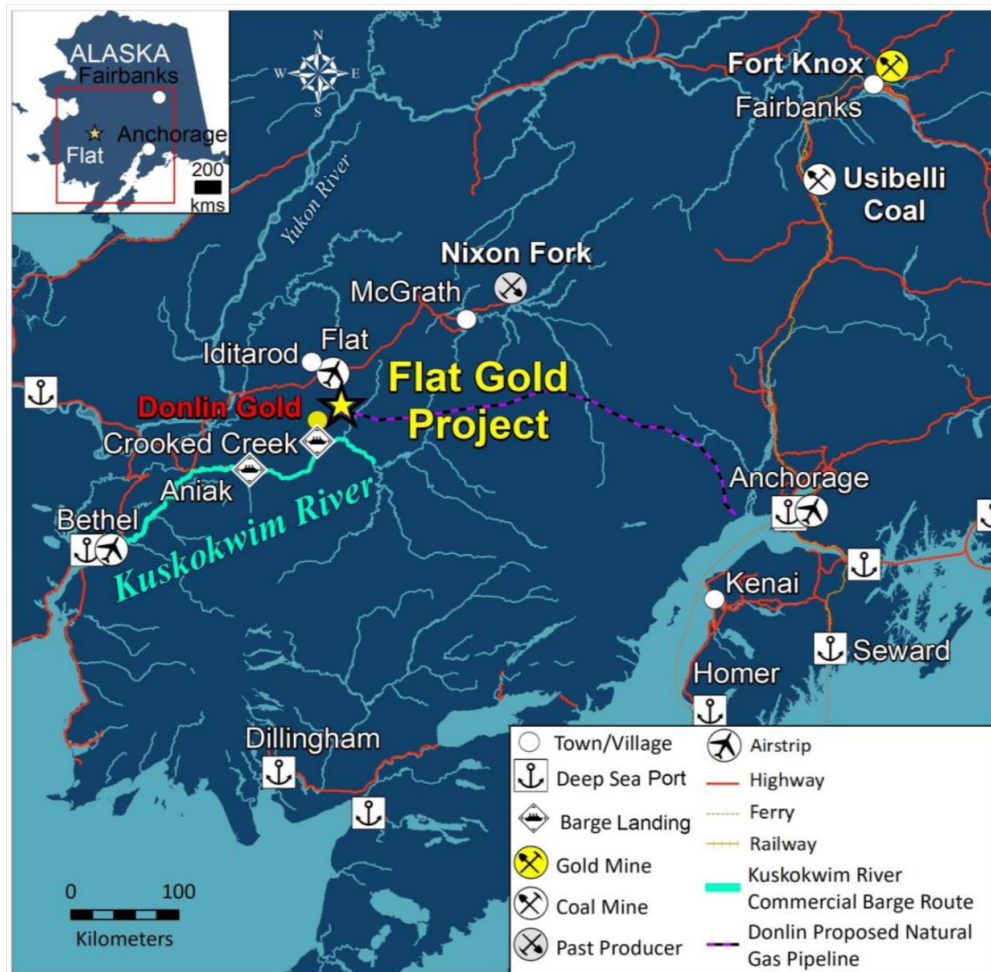 ALASKA
Fairbanks
Anchorage
Flat
200
kms
N
W
E
S
Yukon River
Fort Knox
Fairbanks
Usibelli
Coal
Nixon Fork
McGrath
Flat
Iditarod
Flat Gold
Project
Donlin Gold
Crooked Creek
Aniak
Bethel
Kuskokwim River
Anchorage
Kenai
Seward
Homer
Dillingham
0 100
Kilometers
Town/Village
Deep Sea Port
Barge Landing
Gold Mine
Coal Mine
Past Producer
Airstrip
Highway
Ferry
Railway
Kuskokwim River
Commercial Barge Route
Donlin Proposed Natural
Gas Pipeline